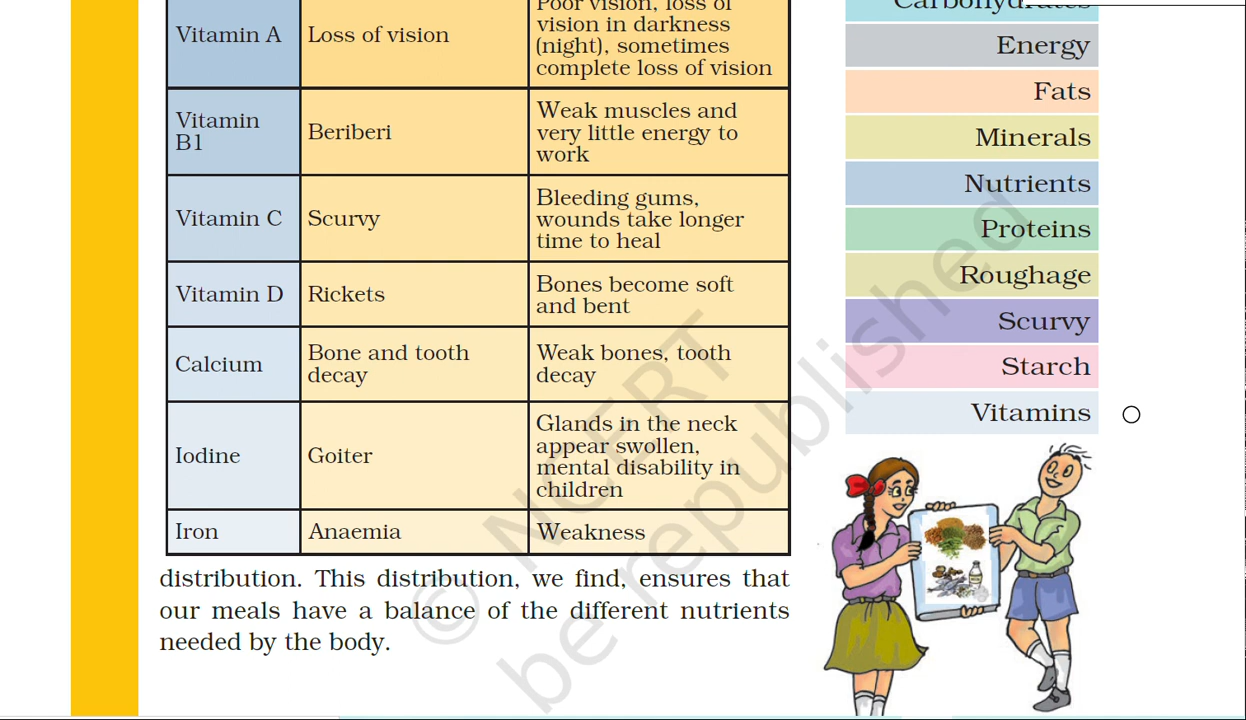 Vitamin A
Loss of vision
Poor vision, loss of
vision in darkness
(night), sometimes
complete loss of vision
Vitamin
B1
Beriberi
Weak muscles and
very little energy to
work
Vitamin C
Scurvy
Bleeding gums,
wounds take longer
time to heal
Vitamin D
Rickets
Bones become soft
and bent
Calcium
Bone and tooth
decay
Weak bones, tooth
decay
Iodine
Goiter
Glands in the neck
appear swollen,
mental disability in
children
Iron
Anaemia
Weakness
distribution. This distribution, we find, ensures that
our meals have a balance of the different nutrients
needed by the body.
Carbohydrates
Energy
Fats
Minerals
Nutrients
Proteins
Roughage
Scurvy
Starch
Vitamins
© NCERT
be republished